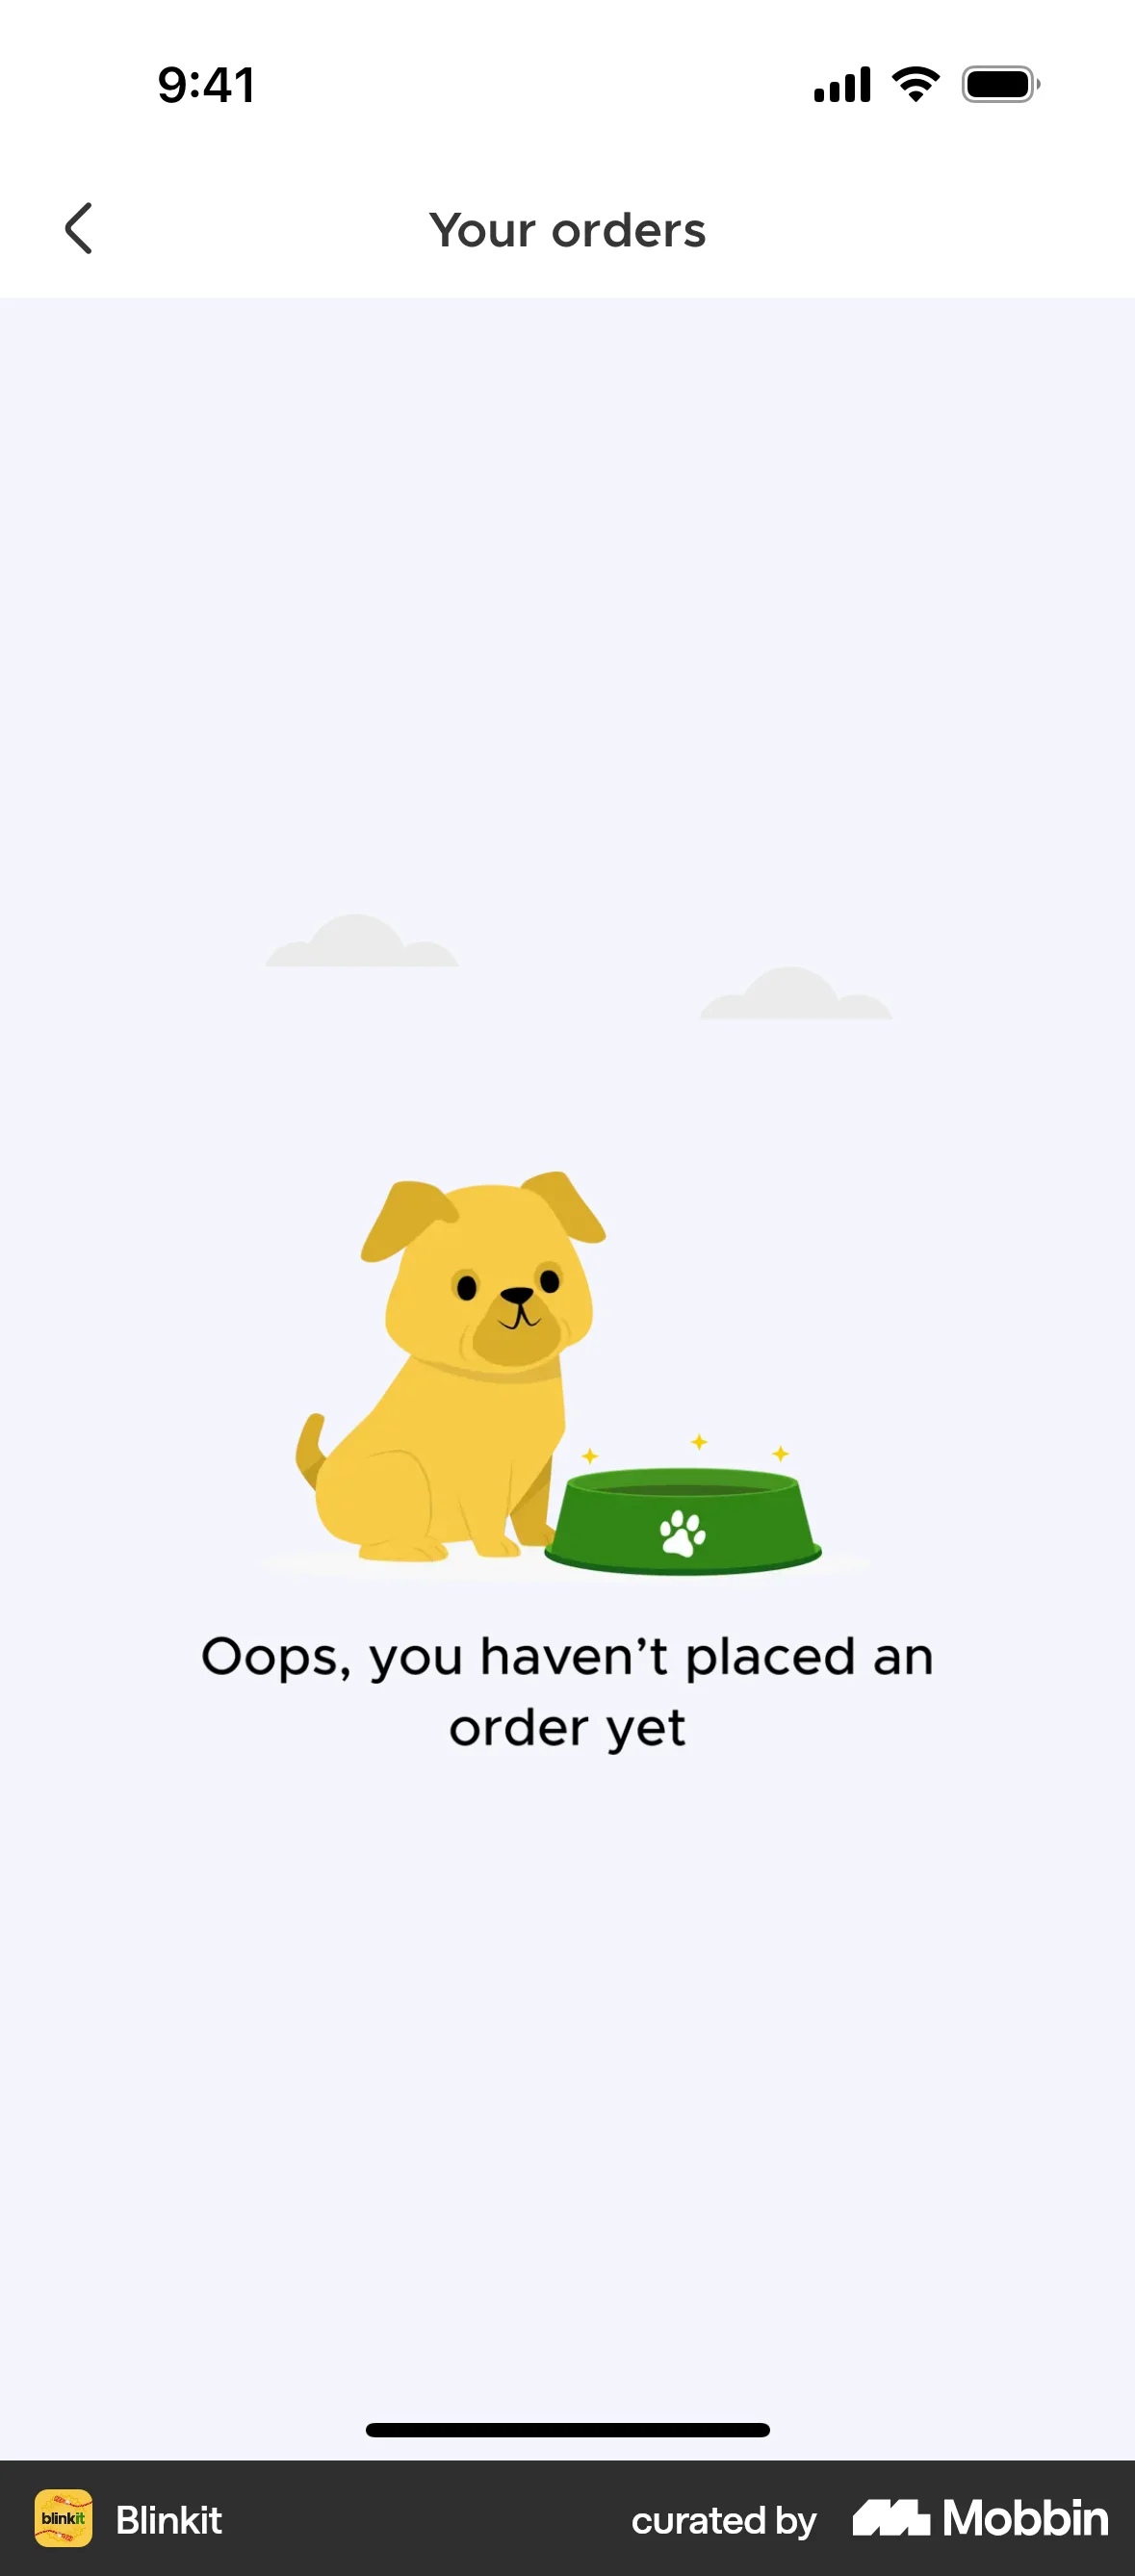 9:41
Your orders
Oops, you haven’t placed an
order yet
blinkit
Blinkit
curated by
Mobbin